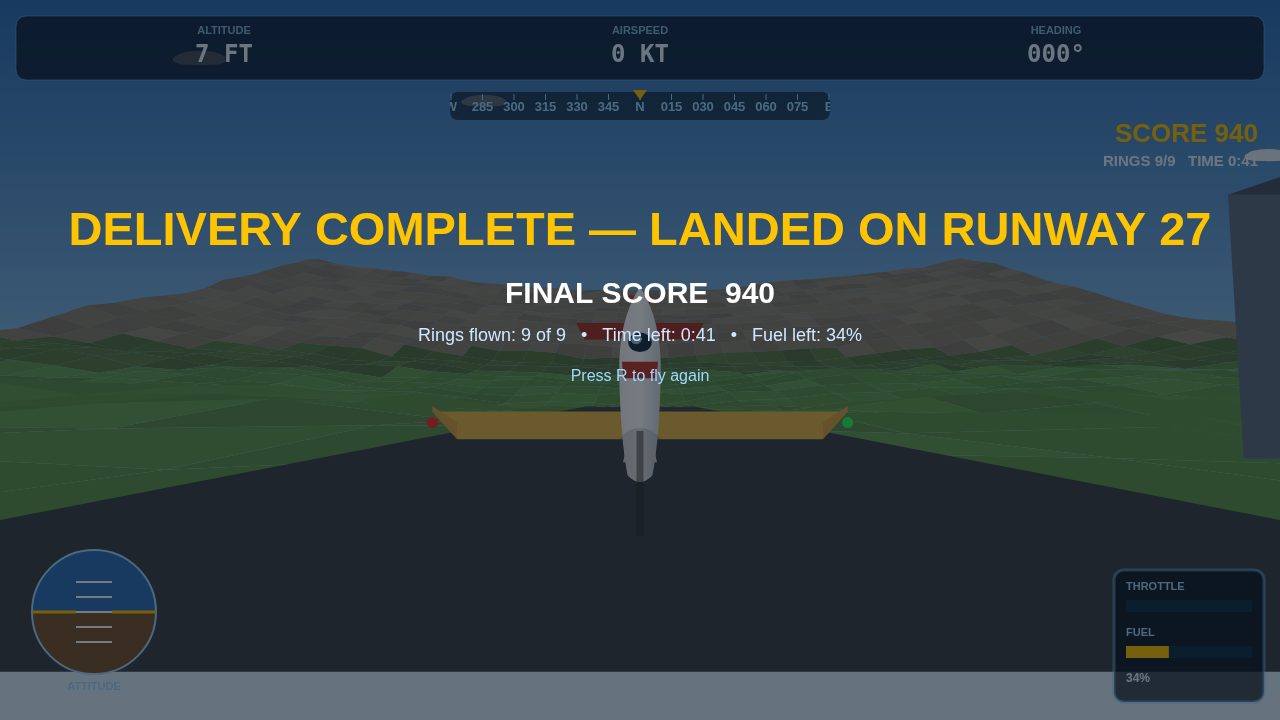 ALTITUDE AIRSPEED HEADING
7 FT 0 KT 000°
W 285 300 315 330 345 N 015 030 045 060 075 E
SCORE 940
RINGS 9/9 TIME 0:41
DELIVERY COMPLETE — LANDED ON RUNWAY 27
FINAL SCORE 940
Rings flown: 9 of 9 • Time left: 0:41 • Fuel left: 34%
Press R to fly again
THROTTLE
FUEL
34%
ATTITUDE